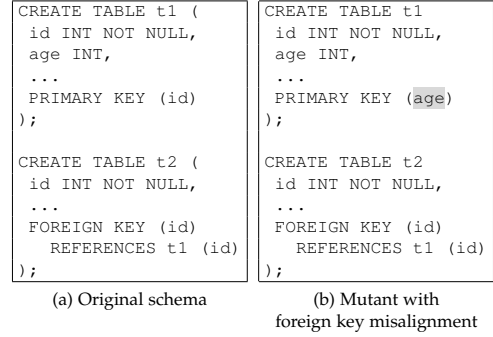 CREATE TABLE t1 (
id INT NOT NULL,
age INT,
...
PRIMARY KEY (id)
);
CREATE TABLE t2 (
id INT NOT NULL,
...
FOREIGN KEY (id)
REFERENCES t1 (id)
);
(a) Original schema
CREATE TABLE t1
id INT NOT NULL,
age INT,
...
PRIMARY KEY (age)
);
CREATE TABLE t2
id INT NOT NULL,
...
FOREIGN KEY (id)
REFERENCES t1 (id)
);
(b) Mutant with
foreign key misalignment